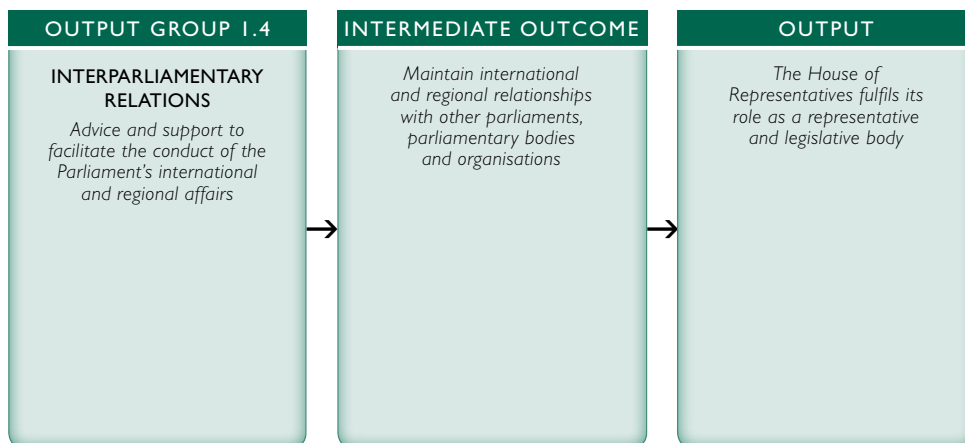 OUTPUT GROUP 1.4
INTERPARLIAMENTARY
RELATIONS
Advice and support to
facilitate the conduct of the
Parliament’s international
and regional affairs
INTERMEDIATE OUTCOME
Maintain international
and regional relationships
with other parliaments,
parliamentary bodies
and organisations
OUTPUT
The House of
Representatives fulfils its
role as a representative
and legislative body